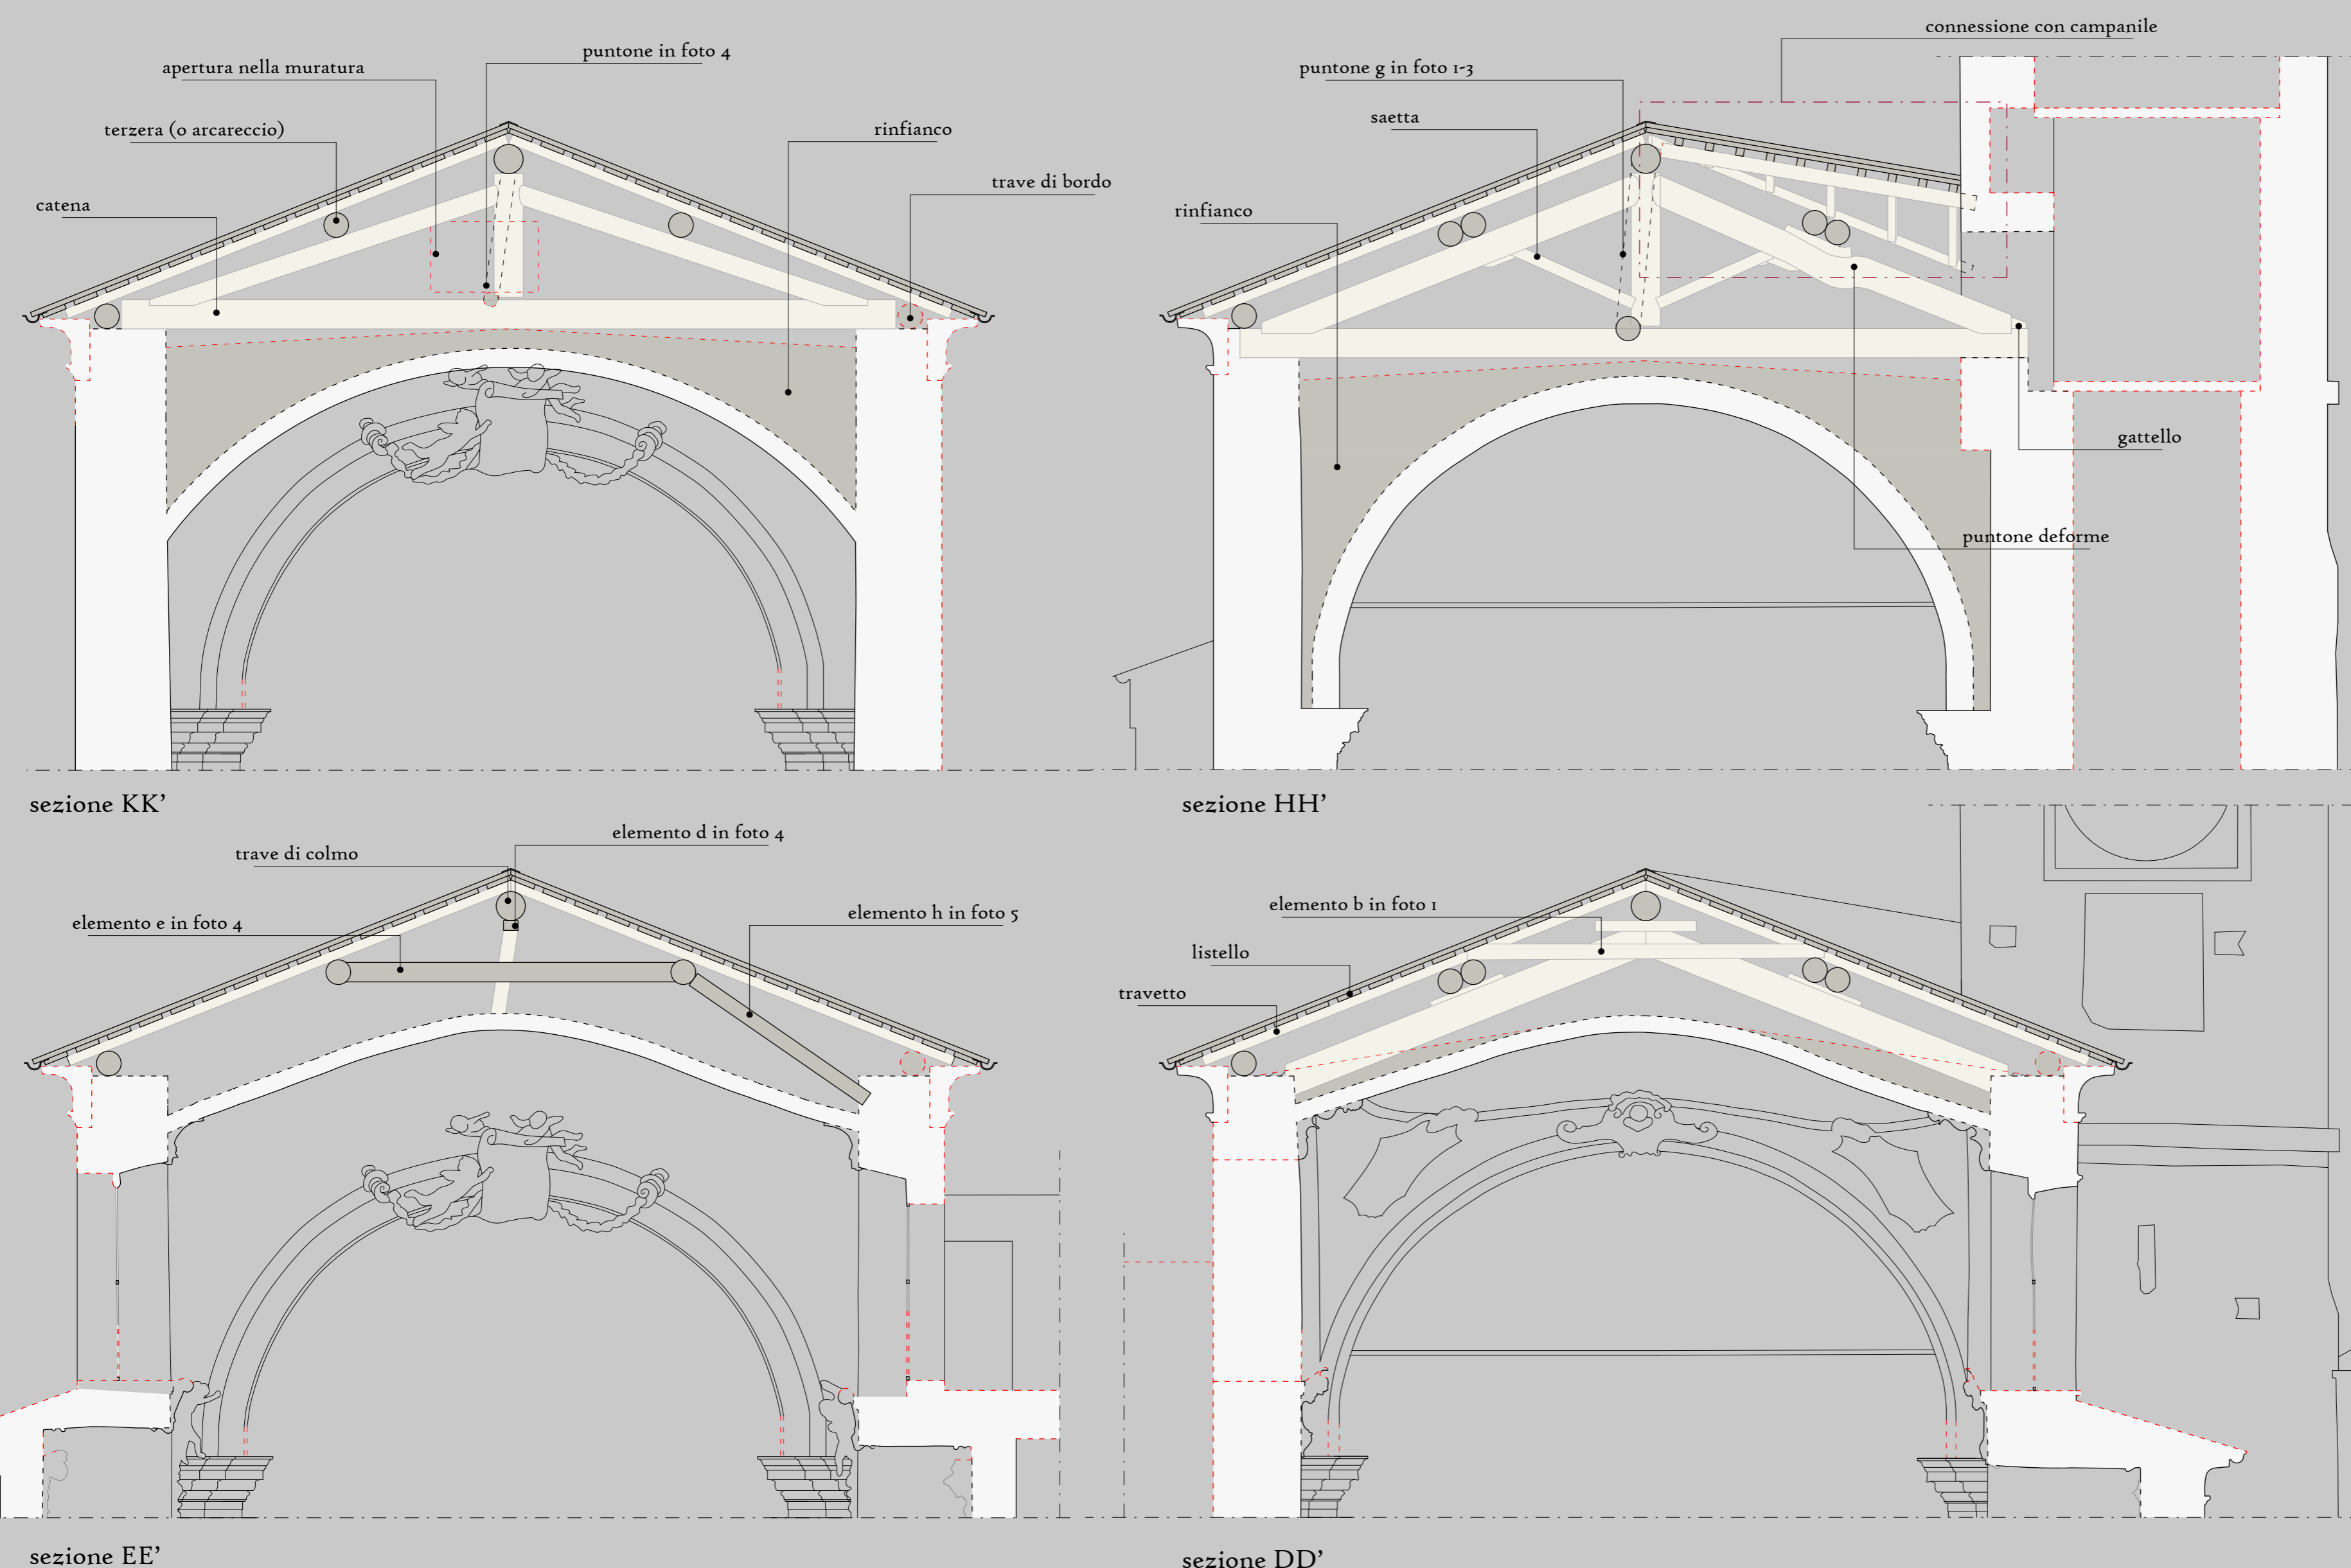 puntone in foto 4
apertura nella muratura
terzera (o arcareccio)
rinfianco
trave di bordo
catena
sezione KK’
connessione con campanile
puntone g in foto 1-3
saetta
rinfianco
gattello
puntone deforme
sezione HH’
elemento d in foto 4
trave di colmo
elemento e in foto 4
elemento h in foto 5
sezione EE’
elemento b in foto 1
listello
travetto
sezione DD’